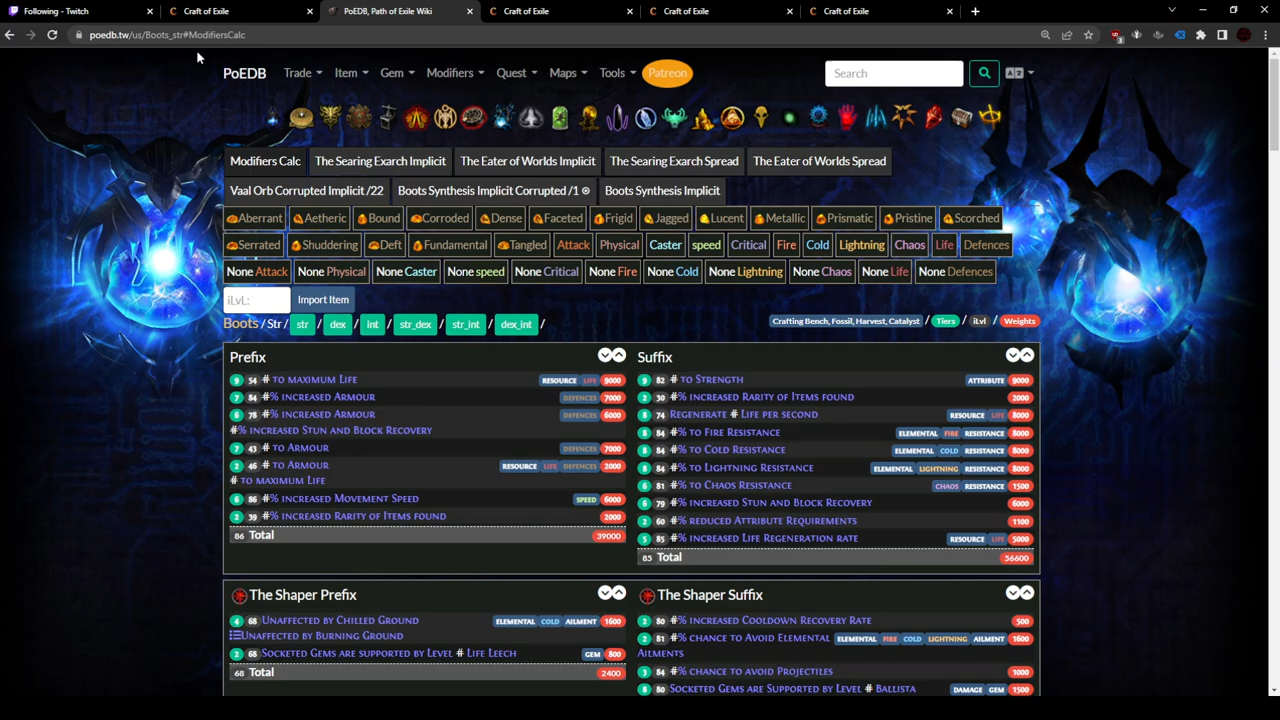 Following - Twitch × Craft of Exile × PoEDB, Path of Exile Wiki × Craft of Exile × Craft of Exile × Craft of Exile × +
poedb.tw/us/Boots_str#ModifiersCalc
PoEDB Trade Item Gem Modifiers Quest Maps Tools Patreon Search
Modifiers Calc The Searing Exarch Implicit The Eater of Worlds Implicit The Searing Exarch Spread The Eater of Worlds Spread
Vaal Orb Corrupted Implicit /22 Boots Synthesis Implicit Corrupted /1 Boots Synthesis Implicit
Aberrant Aetheric Bound Corroded Dense Faceted Frigid Jagged Lucent Metallic Prismatic Pristine Scorched
Serrated Shuddering Deft Fundamental Tangled Attack Physical Caster speed Critical Fire Cold Lightning Chaos Life Defences
None Attack None Physical None Caster None speed None Critical None Fire None Cold None Lightning None Chaos None Life None Defences
iLvL: Import Item
Boots / Str / str / dex / int / str_dex / str_int / dex_int / Crafting Bench, Fossil, Harvest, Catalyst / Tiers / iLvl / Weights
Prefix
9 54 # to maximum Life RESOURCE LIFE 9000
7 84 #% increased Armour DEFENCES 7000
6 78 #% increased Armour DEFENCES 6000
#% increased Stun and Block Recovery
7 43 # to Armour DEFENCES 7000
2 46 # to Armour RESOURCE LIFE DEFENCES 2000
# to maximum Life
6 86 #% increased Movement Speed SPEED 6000
2 39 #% increased Rarity of Items found 2000
86 Total 39000
Suffix
9 82 # to Strength ATTRIBUTE 9000
2 30 #% increased Rarity of Items found 2000
8 74 Regenerate # Life per second RESOURCE LIFE 8000
8 84 #% to Fire Resistance ELEMENTAL FIRE RESISTANCE 8000
8 84 #% to Cold Resistance ELEMENTAL COLD RESISTANCE 8000
8 84 #% to Lightning Resistance ELEMENTAL LIGHTNING RESISTANCE 8000
6 81 #% to Chaos Resistance CHAOS RESISTANCE 1500
6 79 #% increased Stun and Block Recovery 6000
2 60 #% reduced Attribute Requirements 1100
5 85 #% increased Life Regeneration rate RESOURCE LIFE 5000
85 Total 56600
The Shaper Prefix
4 68 Unaffected by Chilled Ground ELEMENTAL COLD AILMENT 1600
Unaffected by Burning Ground
2 68 Socketed Gems are supported by Level # Life Leech GEM 800
68 Total 2400
The Shaper Suffix
2 80 #% increased Cooldown Recovery Rate 500
2 81 #% chance to Avoid Elemental ELEMENTAL FIRE COLD LIGHTNING AILMENT 1600
Ailments
3 84 #% chance to avoid Projectiles 1000
8 80 Socketed Gems are Supported by Level # Ballista DAMAGE GEM 1500